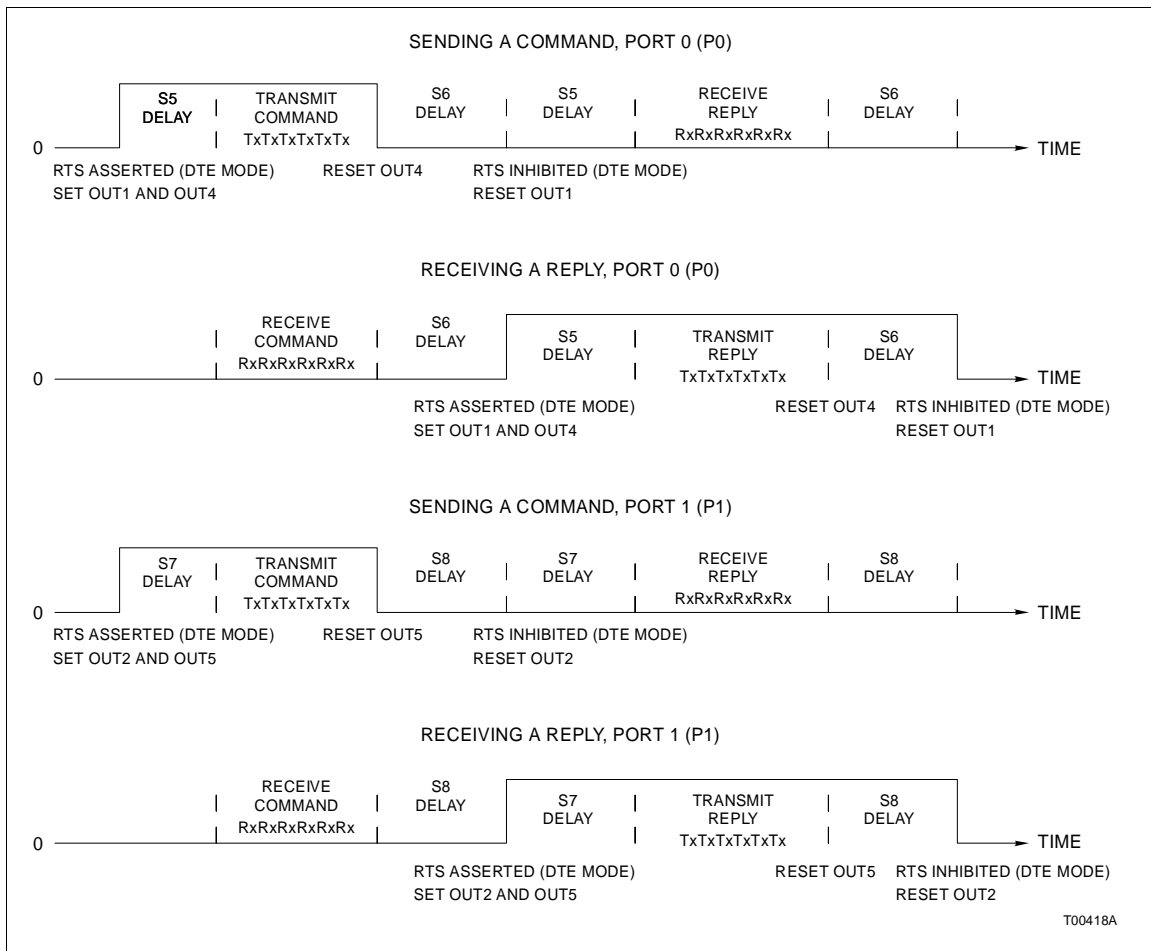 SENDING A COMMAND, PORT 0 (P0)
S5 DELAY
TRANSMIT COMMAND TxTxTxTxTxTx
S6 DELAY
S5 DELAY
RECEIVE REPLY RxRxRxRxRxRx
S6 DELAY
0
TIME
RTS ASSERTED (DTE MODE)
SET OUT1 AND OUT4
RESET OUT4
RTS INHIBITED (DTE MODE)
RESET OUT1
RECEIVING A REPLY, PORT 0 (P0)
RECEIVE COMMAND RxRxRxRxRxRx
S6 DELAY
S5 DELAY
TRANSMIT REPLY TxTxTxTxTxTx
S6 DELAY
0
TIME
RTS ASSERTED (DTE MODE)
SET OUT1 AND OUT4
RESET OUT4
RTS INHIBITED (DTE MODE)
RESET OUT1
SENDING A COMMAND, PORT 1 (P1)
S7 DELAY
TRANSMIT COMMAND TxTxTxTxTxTx
S8 DELAY
S7 DELAY
RECEIVE REPLY RxRxRxRxRxRx
S8 DELAY
0
TIME
RTS ASSERTED (DTE MODE)
SET OUT2 AND OUT5
RESET OUT5
RTS INHIBITED (DTE MODE)
RESET OUT2
RECEIVING A REPLY, PORT 1 (P1)
RECEIVE COMMAND RxRxRxRxRxRx
S8 DELAY
S7 DELAY
TRANSMIT REPLY TxTxTxTxTxTx
S8 DELAY
0
TIME
RTS ASSERTED (DTE MODE)
SET OUT2 AND OUT5
RESET OUT5
RTS INHIBITED (DTE MODE)
RESET OUT2
T00418A